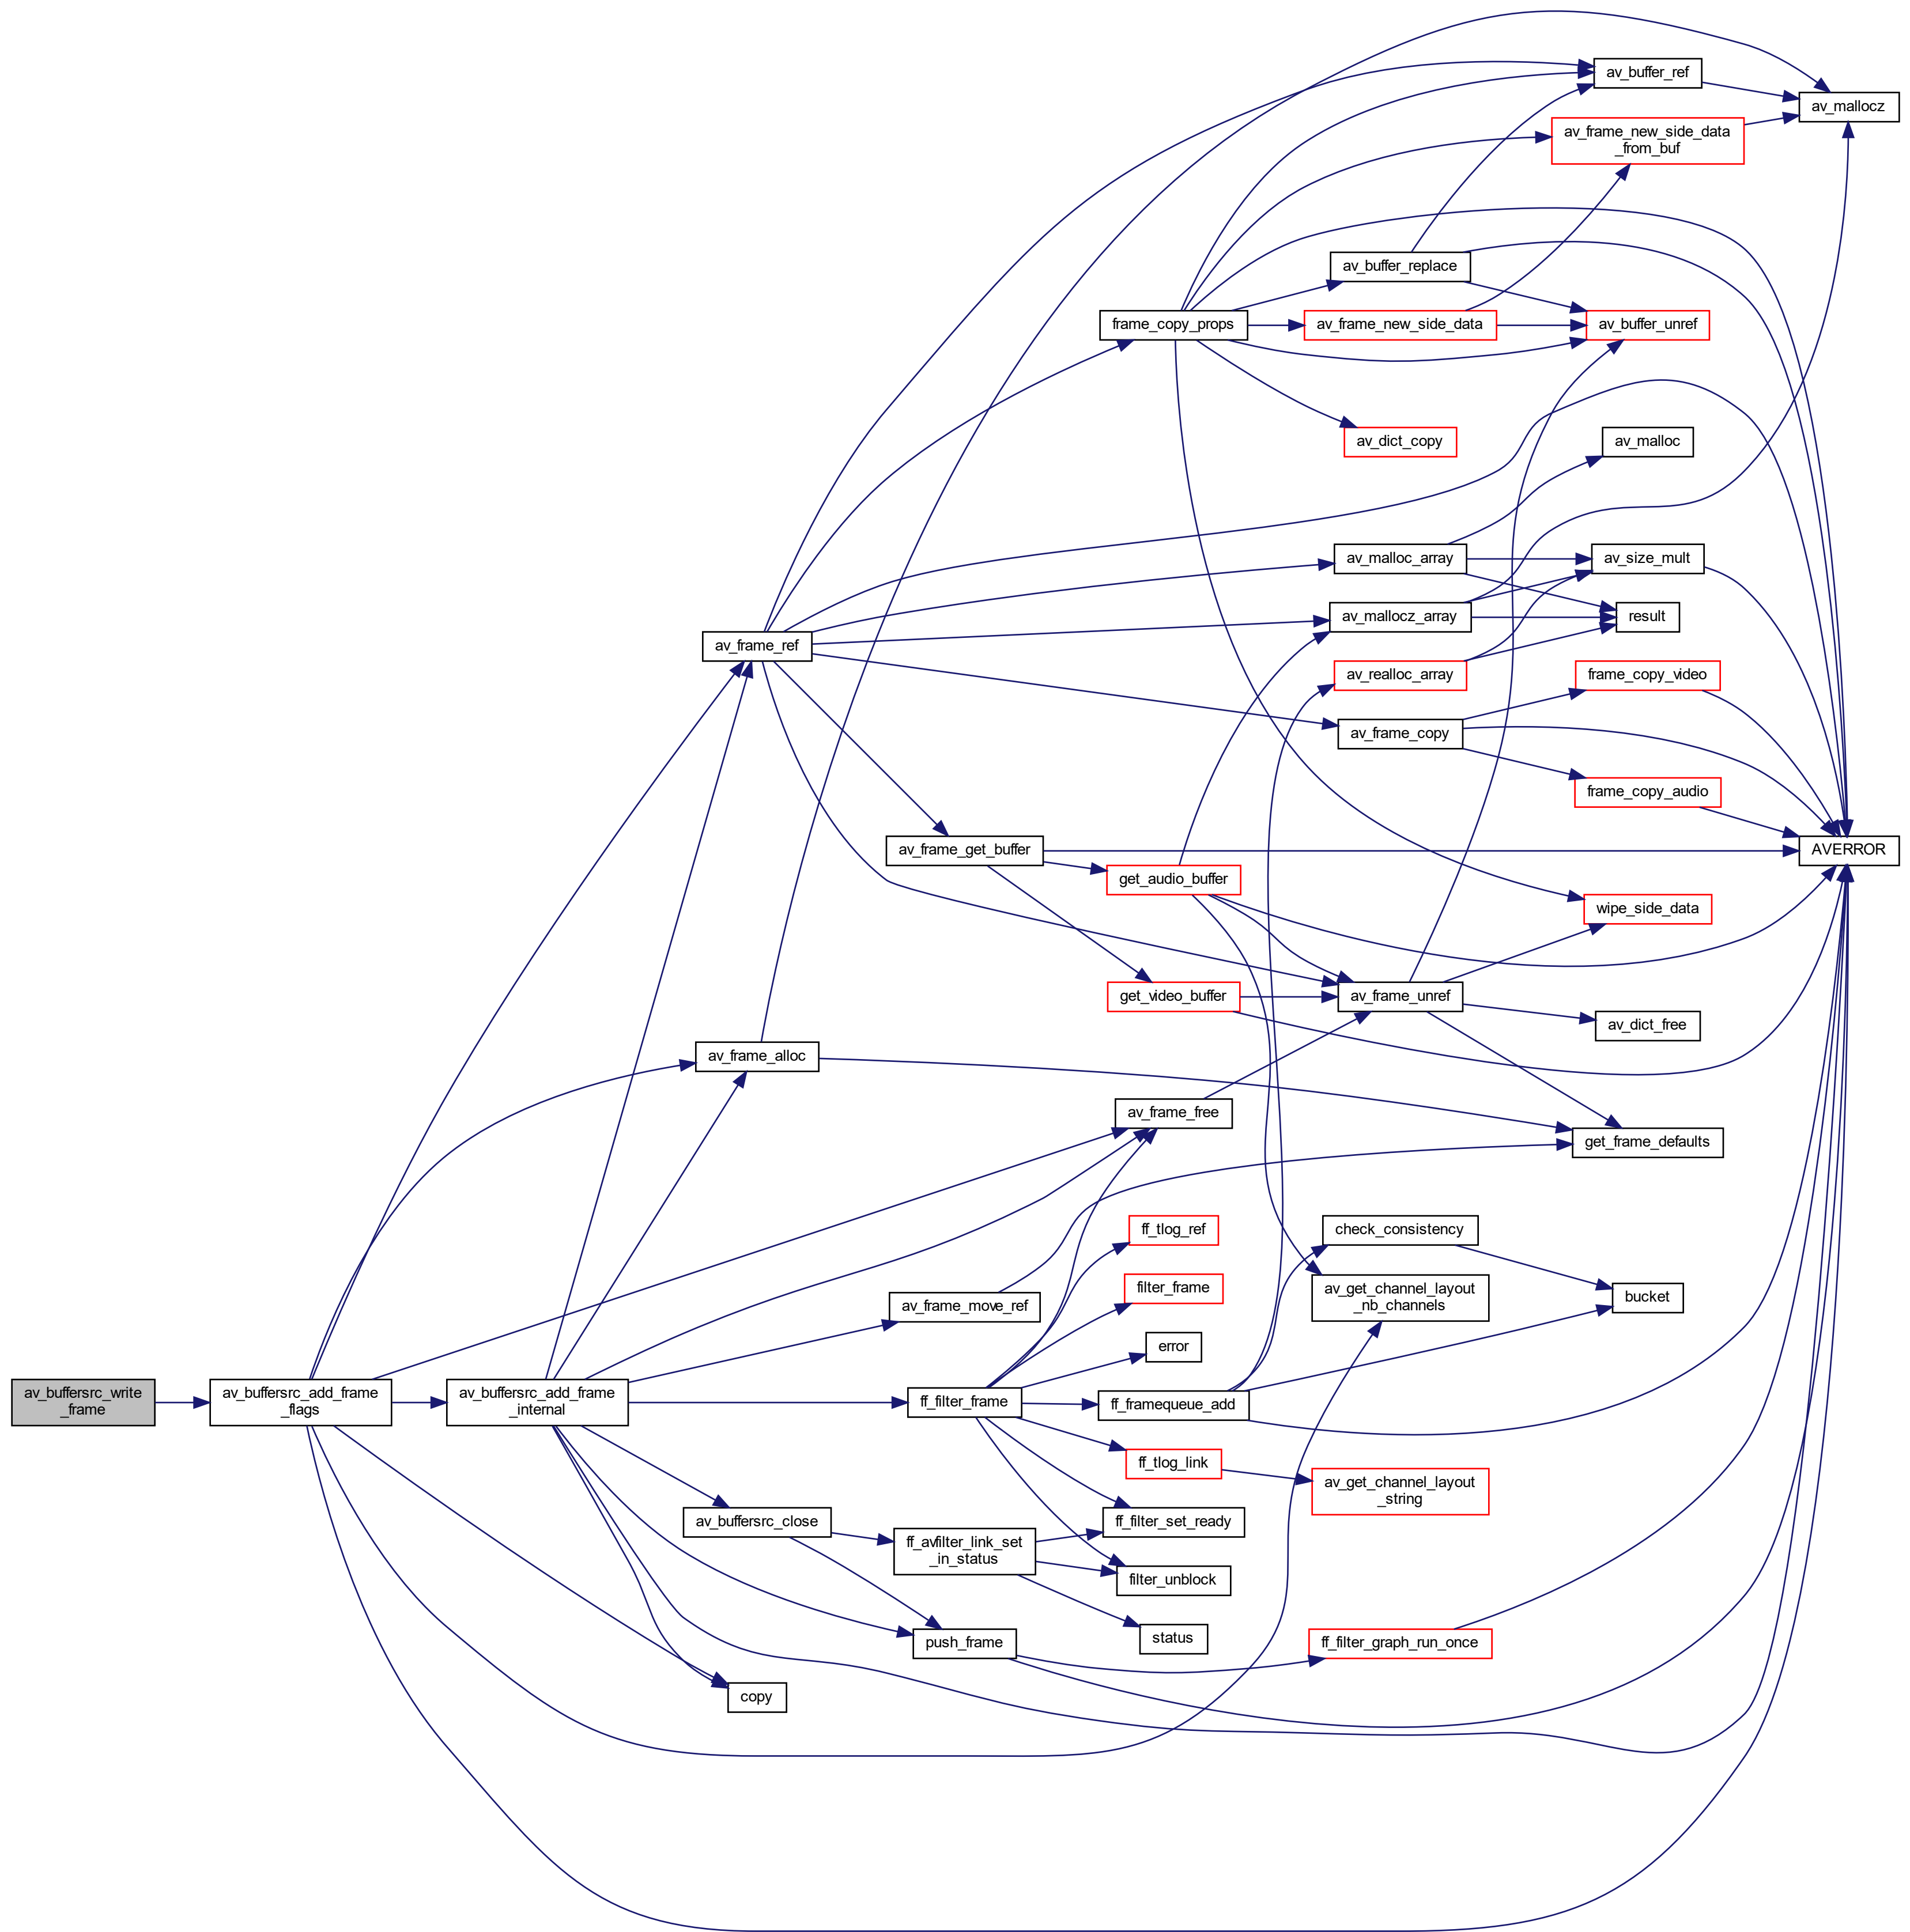 av_buffersrc_write
_frame
av_buffersrc_add_frame
_flags
av_buffersrc_add_frame
_internal
av_frame_ref
av_frame_alloc
av_buffersrc_close
copy
av_frame_get_buffer
av_frame_move_ref
ff_filter_frame
ff_avfilter_link_set
_in_status
push_frame
frame_copy_props
get_audio_buffer
get_video_buffer
av_frame_free
ff_tlog_ref
filter_frame
error
ff_framequeue_add
ff_tlog_link
ff_filter_set_ready
filter_unblock
status
av_buffer_replace
av_frame_new_side_data
av_dict_copy
av_malloc_array
av_mallocz_array
av_realloc_array
av_frame_copy
av_frame_unref
check_consistency
av_get_channel_layout
_nb_channels
av_get_channel_layout
_string
ff_filter_graph_run_once
av_buffer_ref
av_frame_new_side_data
_from_buf
av_buffer_unref
av_malloc
av_size_mult
result
frame_copy_video
frame_copy_audio
wipe_side_data
av_dict_free
get_frame_defaults
bucket
av_mallocz
AVERROR